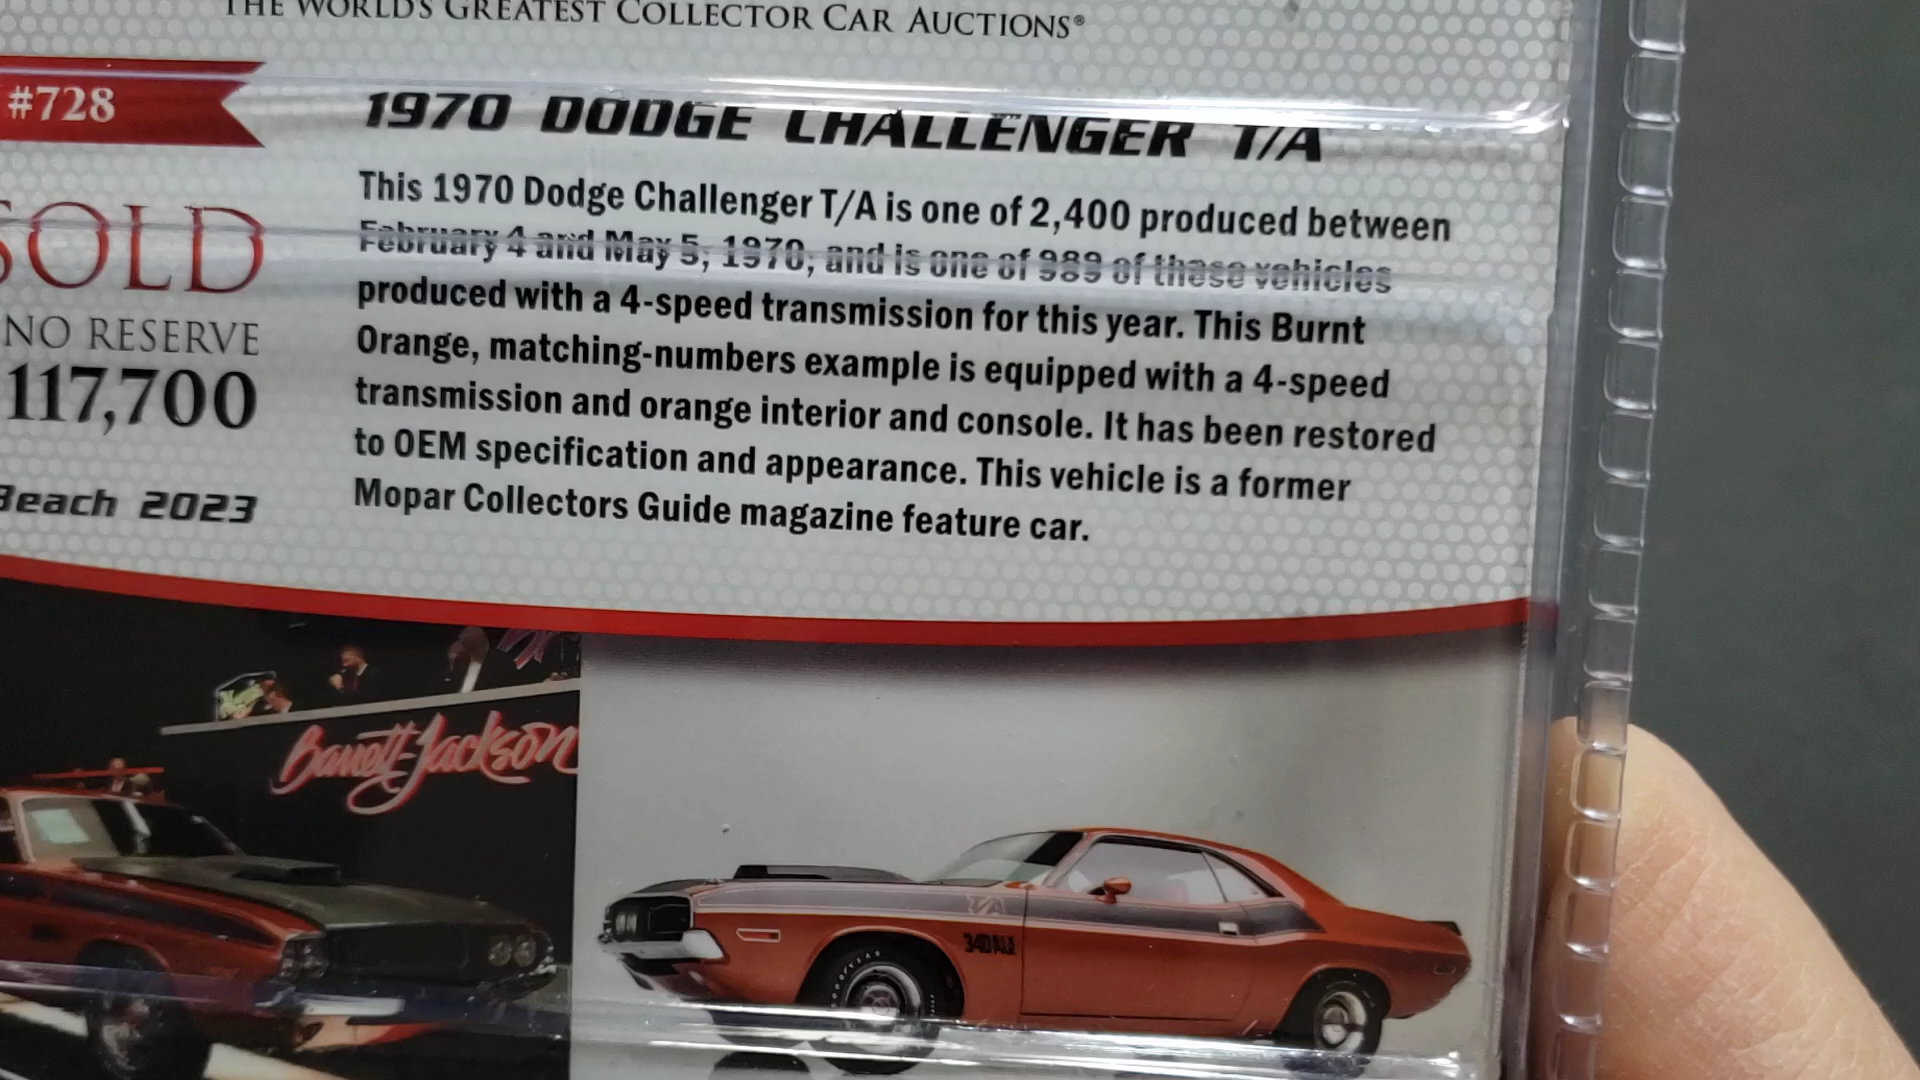 THE WORLD'S GREATEST COLLECTOR CAR AUCTIONS®
#728
1970 DODGE CHALLENGER T/A
This 1970 Dodge Challenger T/A is one of 2,400 produced between
February 4 and May 5, 1970, and is one of 989 of these vehicles
produced with a 4-speed transmission for this year. This Burnt
Orange, matching-numbers example is equipped with a 4-speed
transmission and orange interior and console. It has been restored
to OEM specification and appearance. This vehicle is a former
Mopar Collectors Guide magazine feature car.
SOLD
NO RESERVE
117,700
Beach 2023
Barrett-Jackson
T/A
GOODYEAR